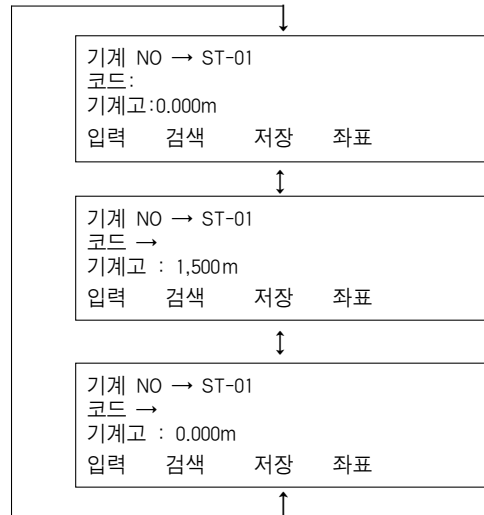 기계 NO → ST-01
코드:
기계고:0.000m
입력 검색 저장 좌표
기계 NO → ST-01
코드 →
기계고 : 1,500m
입력 검색 저장 좌표
기계 NO → ST-01
코드 →
기계고 : 0.000m
입력 검색 저장 좌표